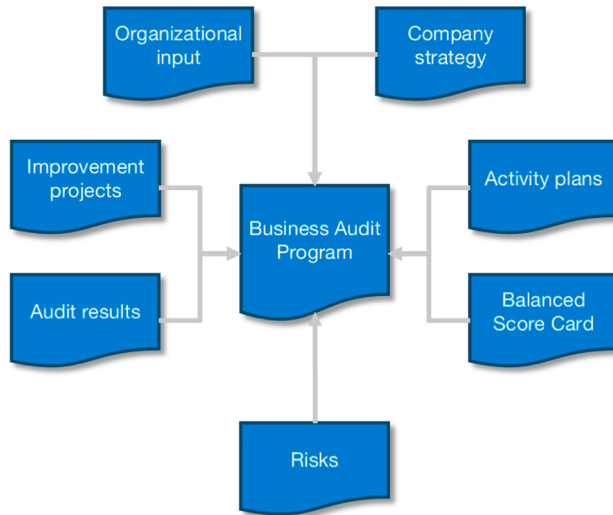 Organizational
input
Company
strategy
Improvement
projects
Business Audit
Program
Activity plans
Audit results
Balanced
Score Card
Risks